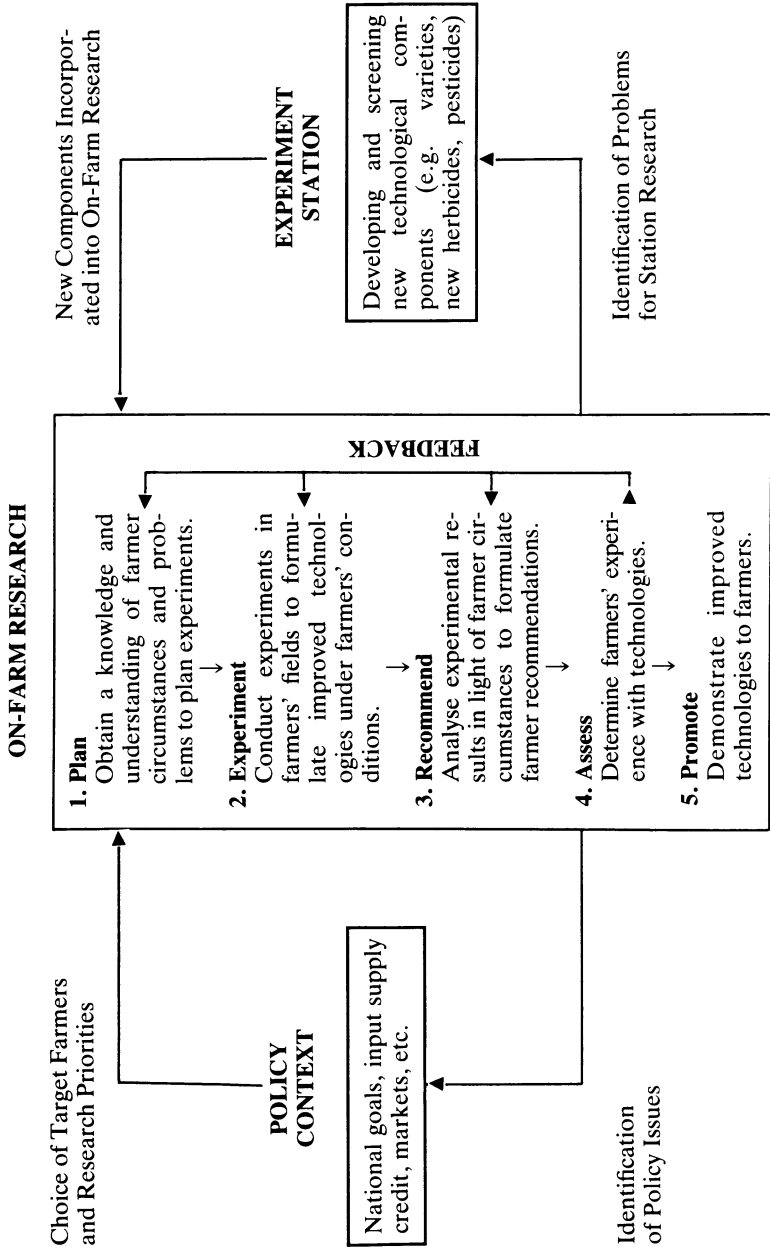 ON-FARM RESEARCH
Choice of Target Farmers
and Research Priorities
POLICY
CONTEXT
National goals, input supply
credit, markets, etc.
Identification
of Policy Issues
1. Plan
Obtain a knowledge and
understanding of farmer
circumstances and prob-
lems to plan experiments.
2. Experiment
Conduct experiments in
farmers' fields to formu-
late improved technol-
ogies under farmers' con-
ditions.
3. Recommend
Analyse experimental re-
sults in light of farmer cir-
cumstances to formulate
farmer recommendations.
4. Assess
Determine farmers' experi-
ence with technologies.
5. Promote
Demonstrate improved
technologies to farmers.
FEEDBACK
New Components Incorpor-
ated into On-Farm Research
EXPERIMENT
STATION
Developing and screening
new technological com-
ponents (e.g. varieties,
new herbicides, pesticides)
Identification of Problems
for Station Research